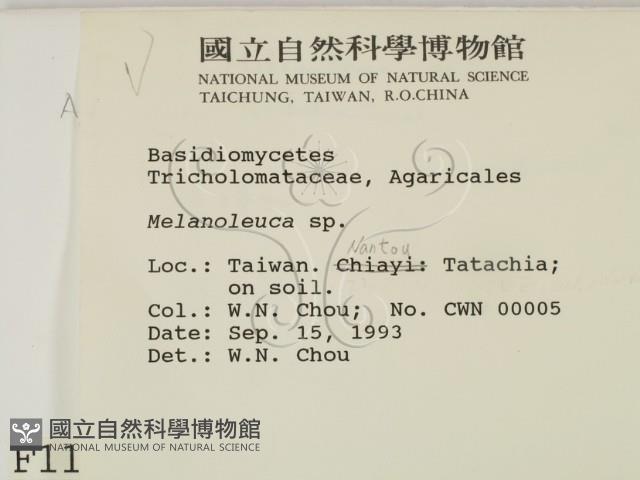 國立自然科學博物館
NATIONAL MUSEUM OF NATURAL SCIENCE
TAICHUNG, TAIWAN, R.O.CHINA
A
Basidiomycetes
Tricholomataceae, Agaricales
Melanoleuca sp.
Nantou
Loc.: Taiwan. Chiayi: Tatachia;
on soil.
Col.: W.N. Chou; No. CWN 00005
Date: Sep. 15, 1993
Det.: W.N. Chou
國立自然科學博物館
NATIONAL MUSEUM OF NATURAL SCIENCE
F11